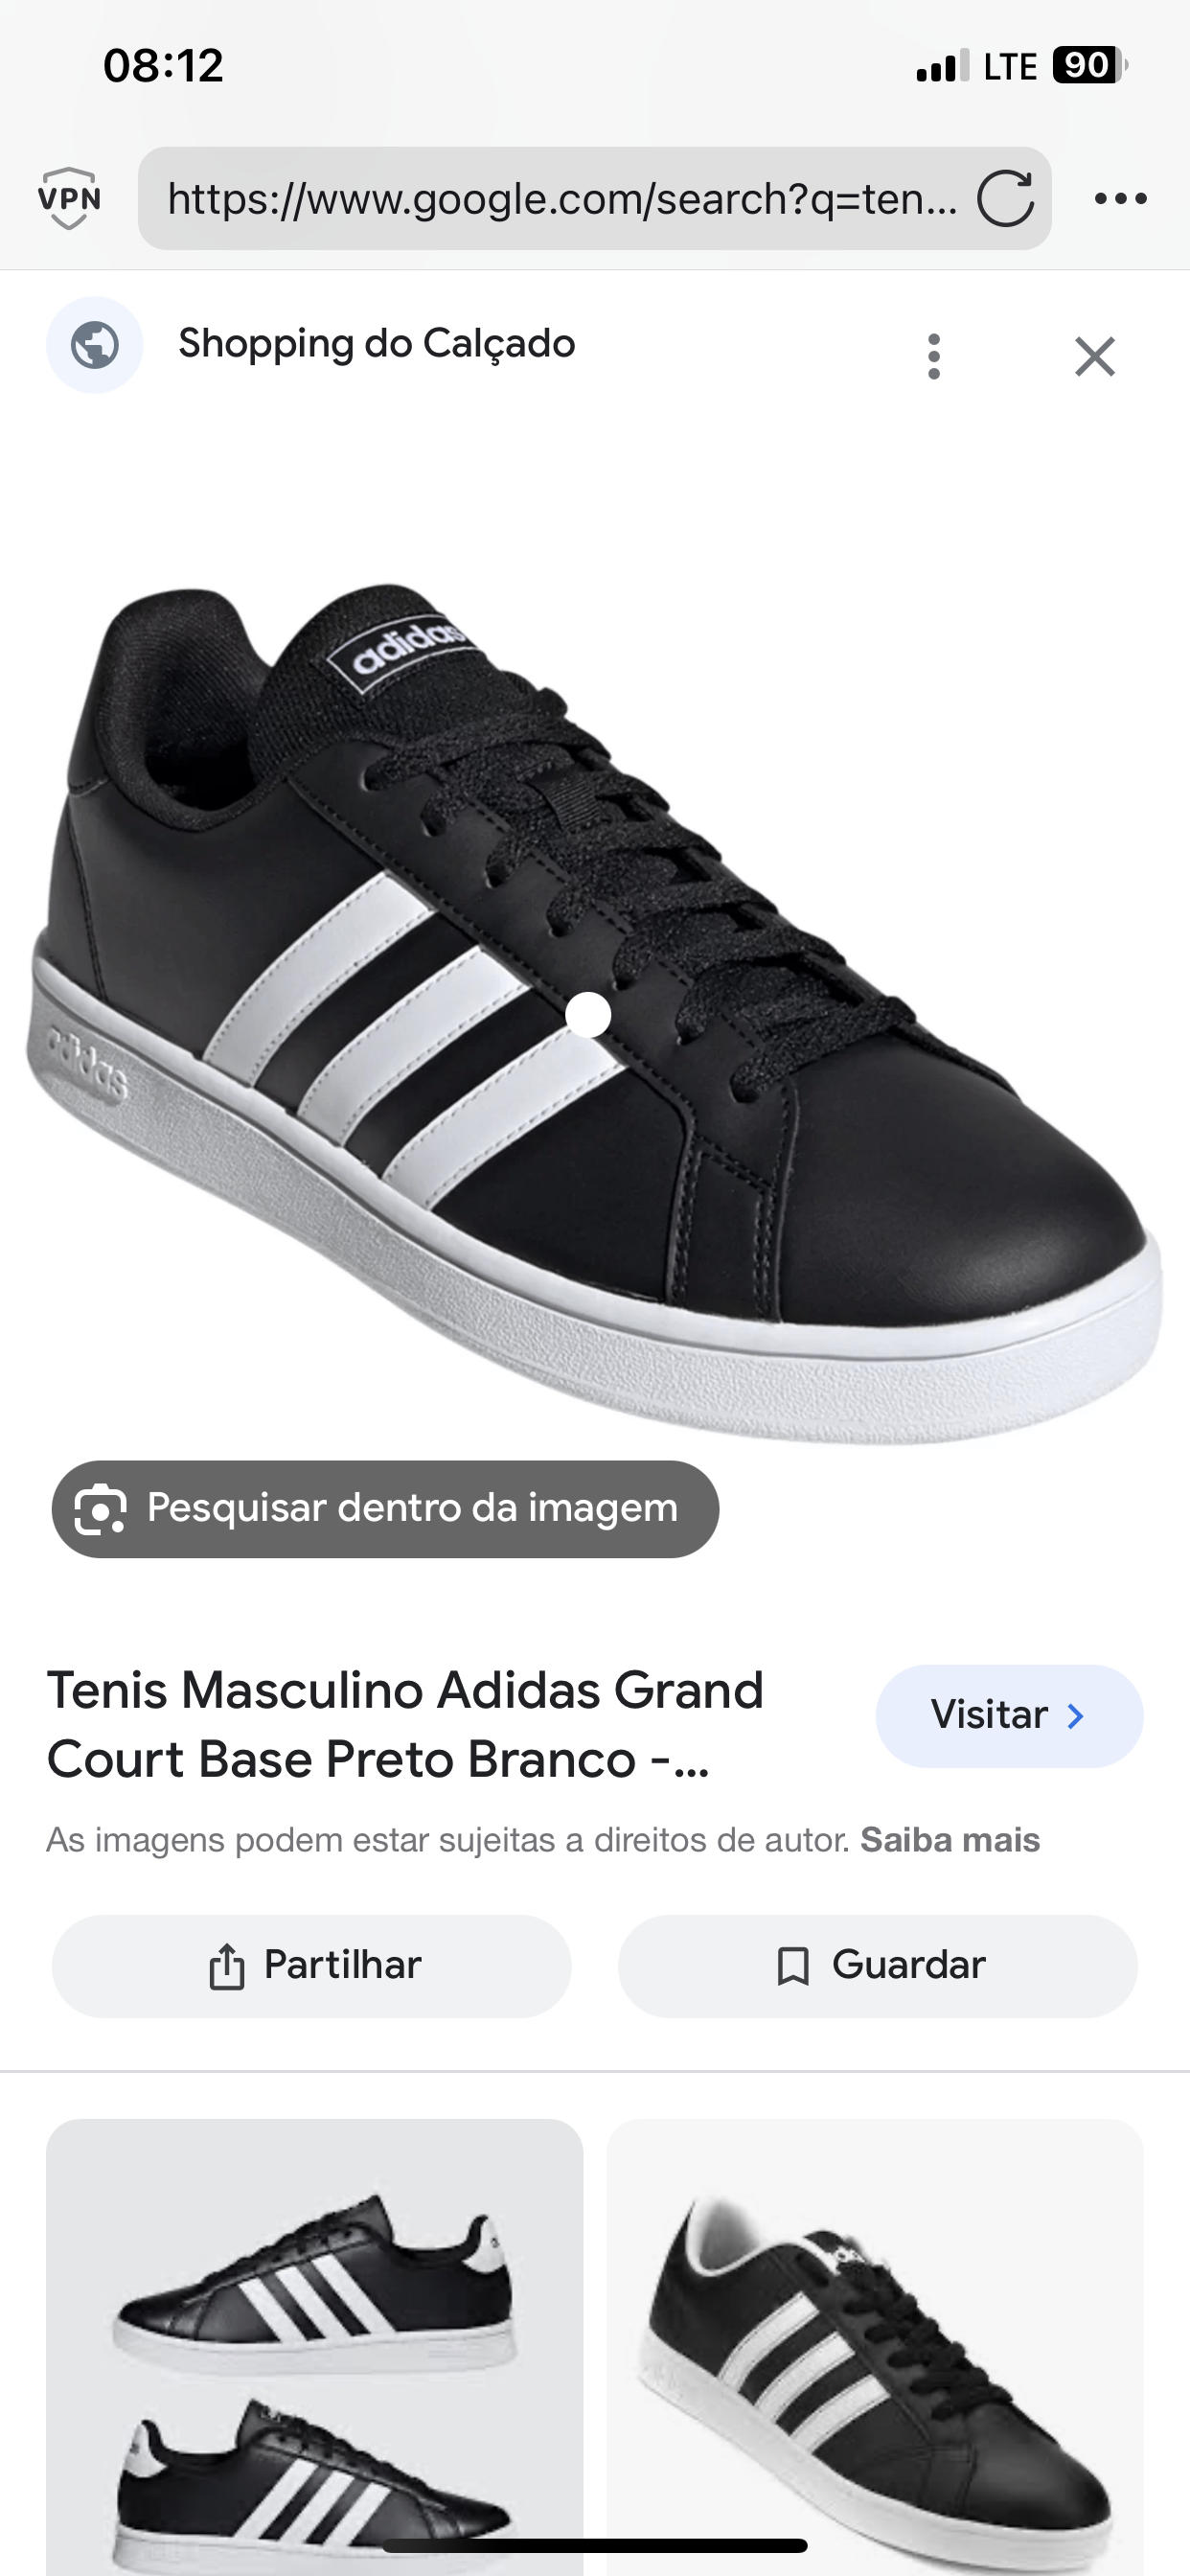 08:12
LTE 90
VPN
https://www.google.com/search?q=ten...
Shopping do Calçado
adidas
adidas
Pesquisar dentro da imagem
Tenis Masculino Adidas Grand
Court Base Preto Branco -...
Visitar
As imagens podem estar sujeitas a direitos de autor. Saiba mais
Partilhar
Guardar